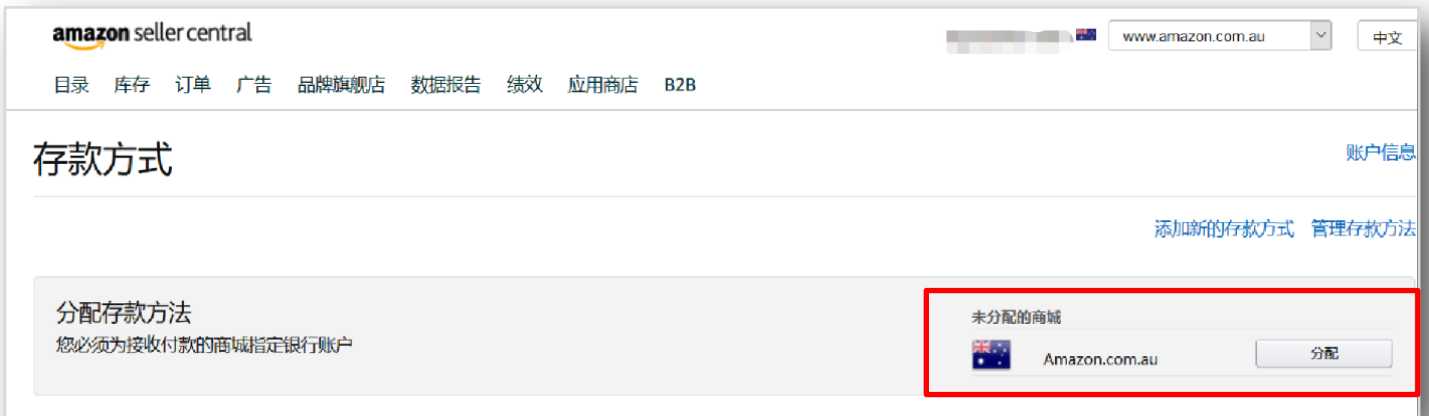 amazon seller central
www.amazon.com.au
中文
目录 库存 订单 广告 品牌旗舰店 数据报告 绩效 应用商店 B2B
存款方式
账户信息
添加新的存款方式 管理存款方法
分配存款方法
您必须为接收付款的商城指定银行账户
未分配的商城
Amazon.com.au
分配